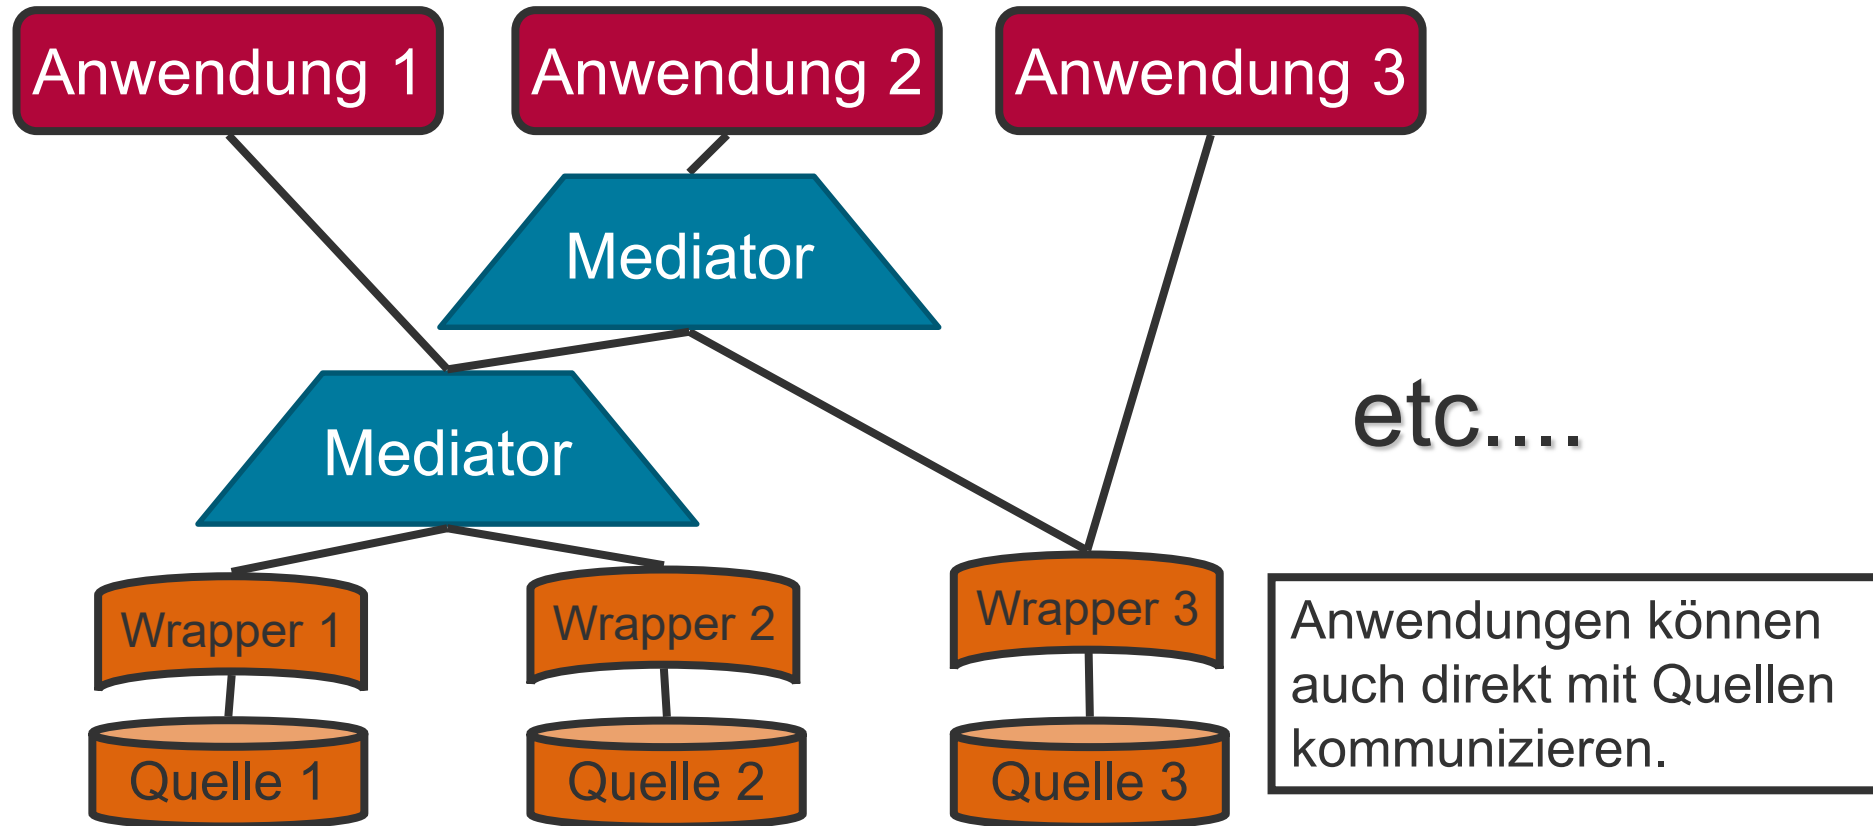 Anwendung 1
Anwendung 2
Anwendung 3
Mediator
Mediator
etc....
Wrapper 1
Wrapper 2
Wrapper 3
Anwendungen können
auch direkt mit Quellen
kommunizieren.
Quelle 1
Quelle 2
Quelle 3